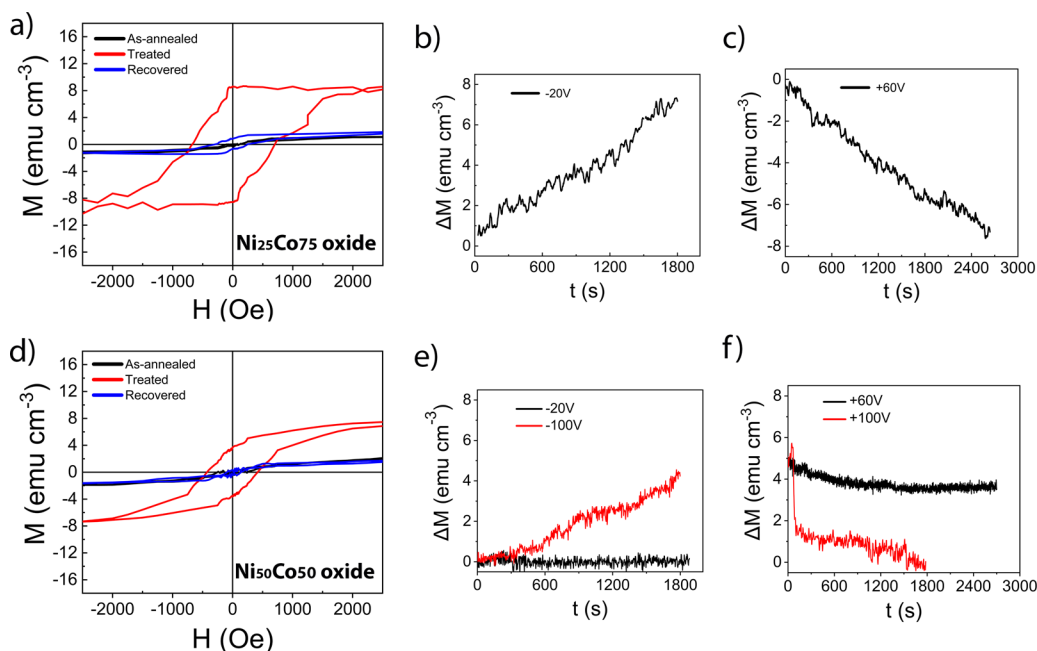 a)
As-annealed
Treated
Recovered
16
12
8
4
0
-4
-8
-12
-16
M (emu cm⁻³)
-2000 -1000 0 1000 2000
H (Oe)
Ni₂₅Co₇₅ oxide
b)
-20V
8
6
4
2
0
ΔM (emu cm⁻³)
0 600 1200 1800
t (s)
c)
+60V
0
-2
-4
-6
-8
ΔM (emu cm⁻³)
0 600 1200 1800 2400 3000
t (s)
d)
As-annealed
Treated
Recovered
16
12
8
4
0
-4
-8
-12
-16
M (emu cm⁻³)
-2000 -1000 0 1000 2000
H (Oe)
Ni₅₀Co₅₀ oxide
e)
-20V
-100V
8
6
4
2
0
ΔM (emu cm⁻³)
0 600 1200 1800
t (s)
f)
+60V
+100V
8
6
4
2
0
ΔM (emu cm⁻³)
0 600 1200 1800 2400 3000
t (s)